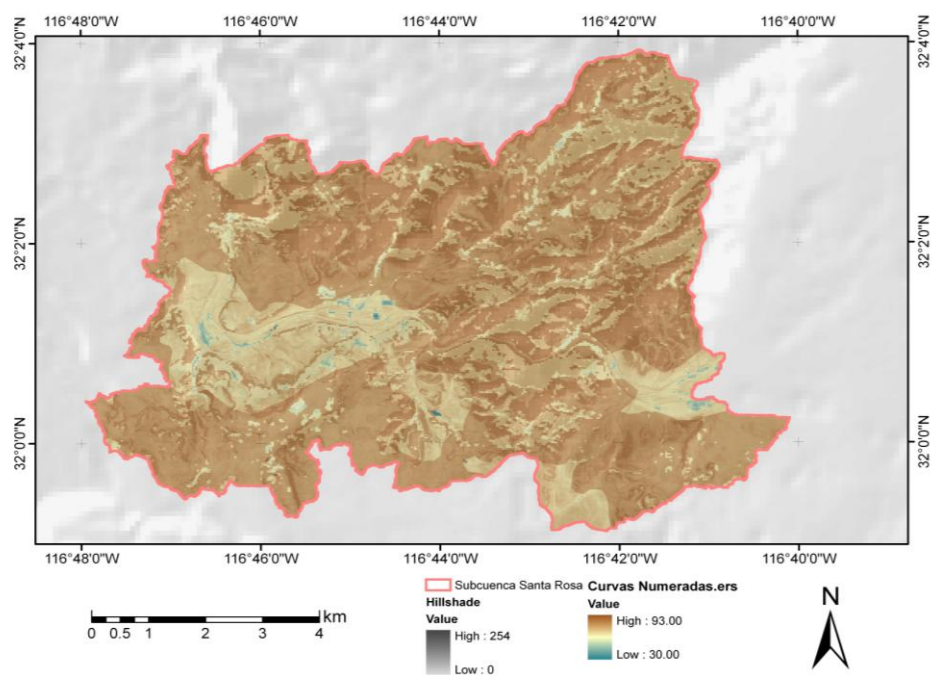 116°48'0"W 116°46'0"W 116°44'0"W 116°42'0"W 116°40'0"W
32°4'0"N 32°4'0"N
32°2'0"N 32°2'0"N
32°0'0"N 32°0'0"N
116°48'0"W 116°46'0"W 116°44'0"W 116°42'0"W 116°40'0"W
0 0.5 1 2 3 4 km
Subcuenca Santa Rosa
Hillshade
Value
High : 254
Low : 0
Curvas Numeradas.ers
Value
High : 93.00
Low : 30.00
N